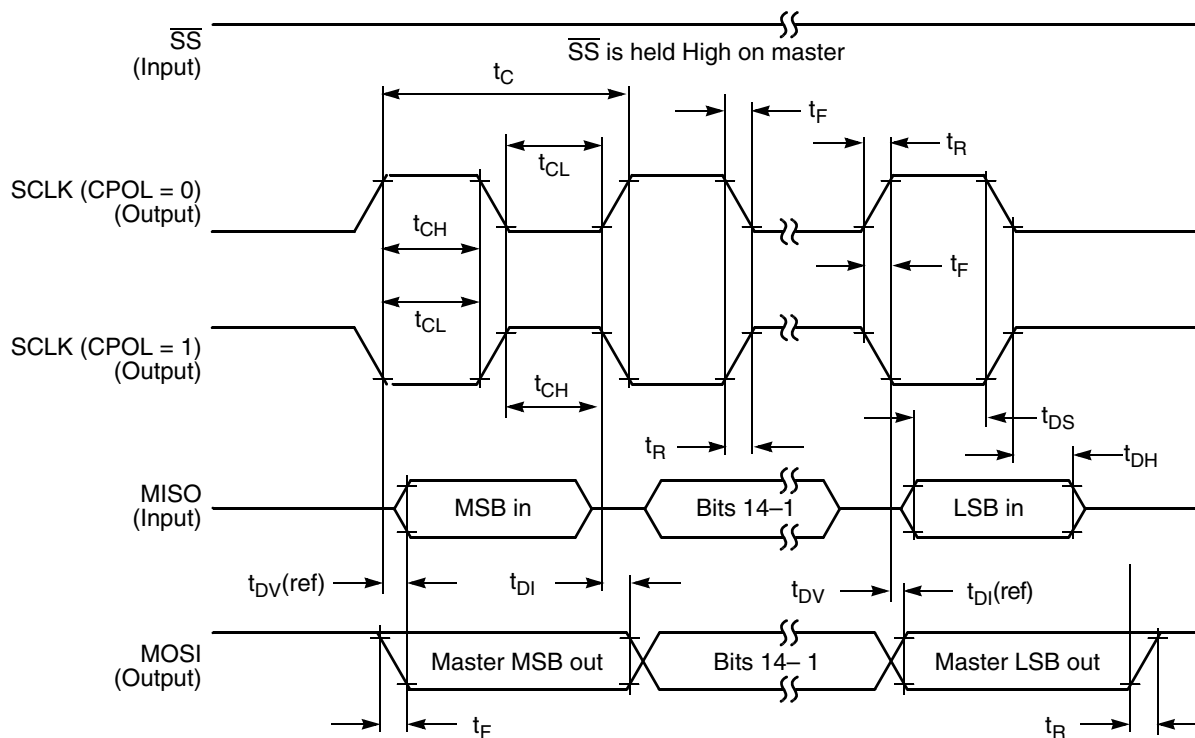 SS
(Input)
SS is held High on master
tC
tF
tR
tCL
SCLK (CPOL = 0)
(Output)
tCH
tF
tCL
SCLK (CPOL = 1)
(Output)
tCH
tDS
tR
tDH
MISO
(Input)
MSB in
Bits 14–1
LSB in
tDV(ref)
tDI
tDV
tDI(ref)
MOSI
(Output)
Master MSB out
Bits 14– 1
Master LSB out
tF
tR